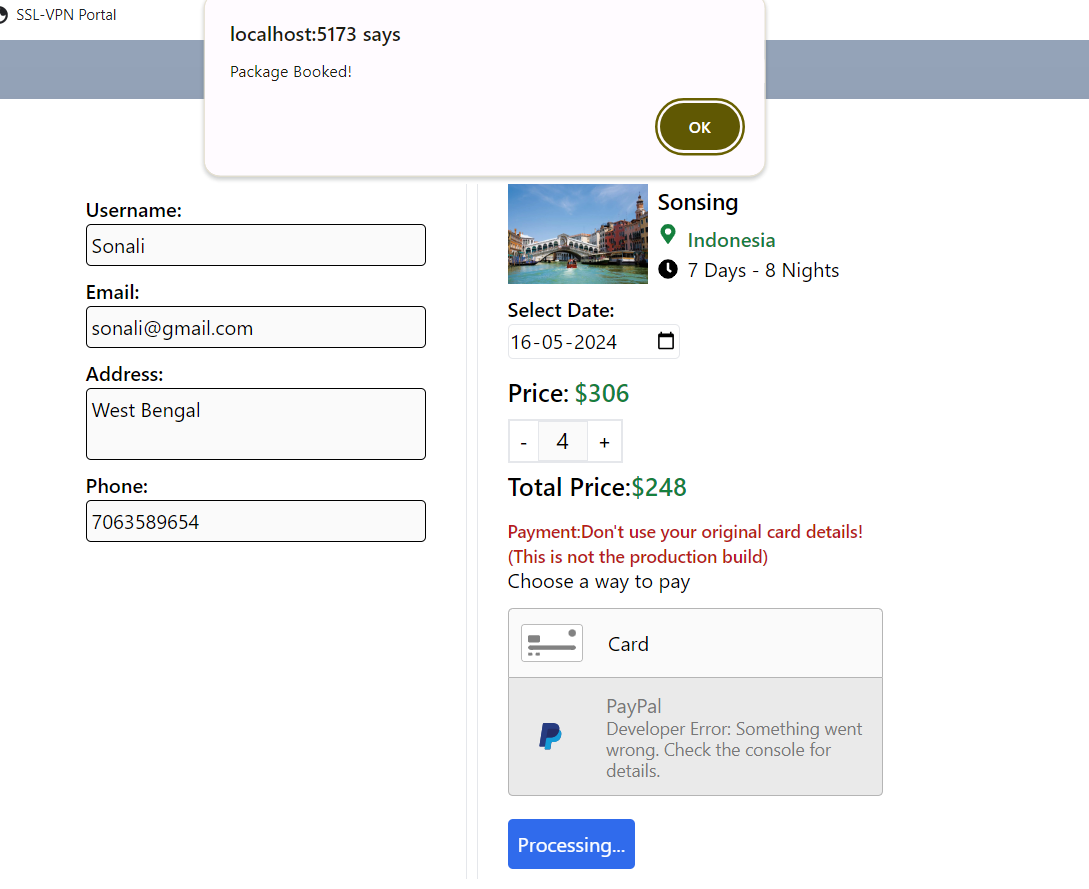 SSL-VPN Portal
localhost:5173 says
Package Booked!
OK
Username:
Sonali
Email:
sonali@gmail.com
Address:
West Bengal
Phone:
7063589654
Sonsing
Indonesia
7 Days - 8 Nights
Select Date:
16-05-2024
Price: $306
- 4 +
Total Price:$248
Payment:Don't use your original card details!
(This is not the production build)
Choose a way to pay
Card
PayPal
Developer Error: Something went
wrong. Check the console for
details.
Processing...